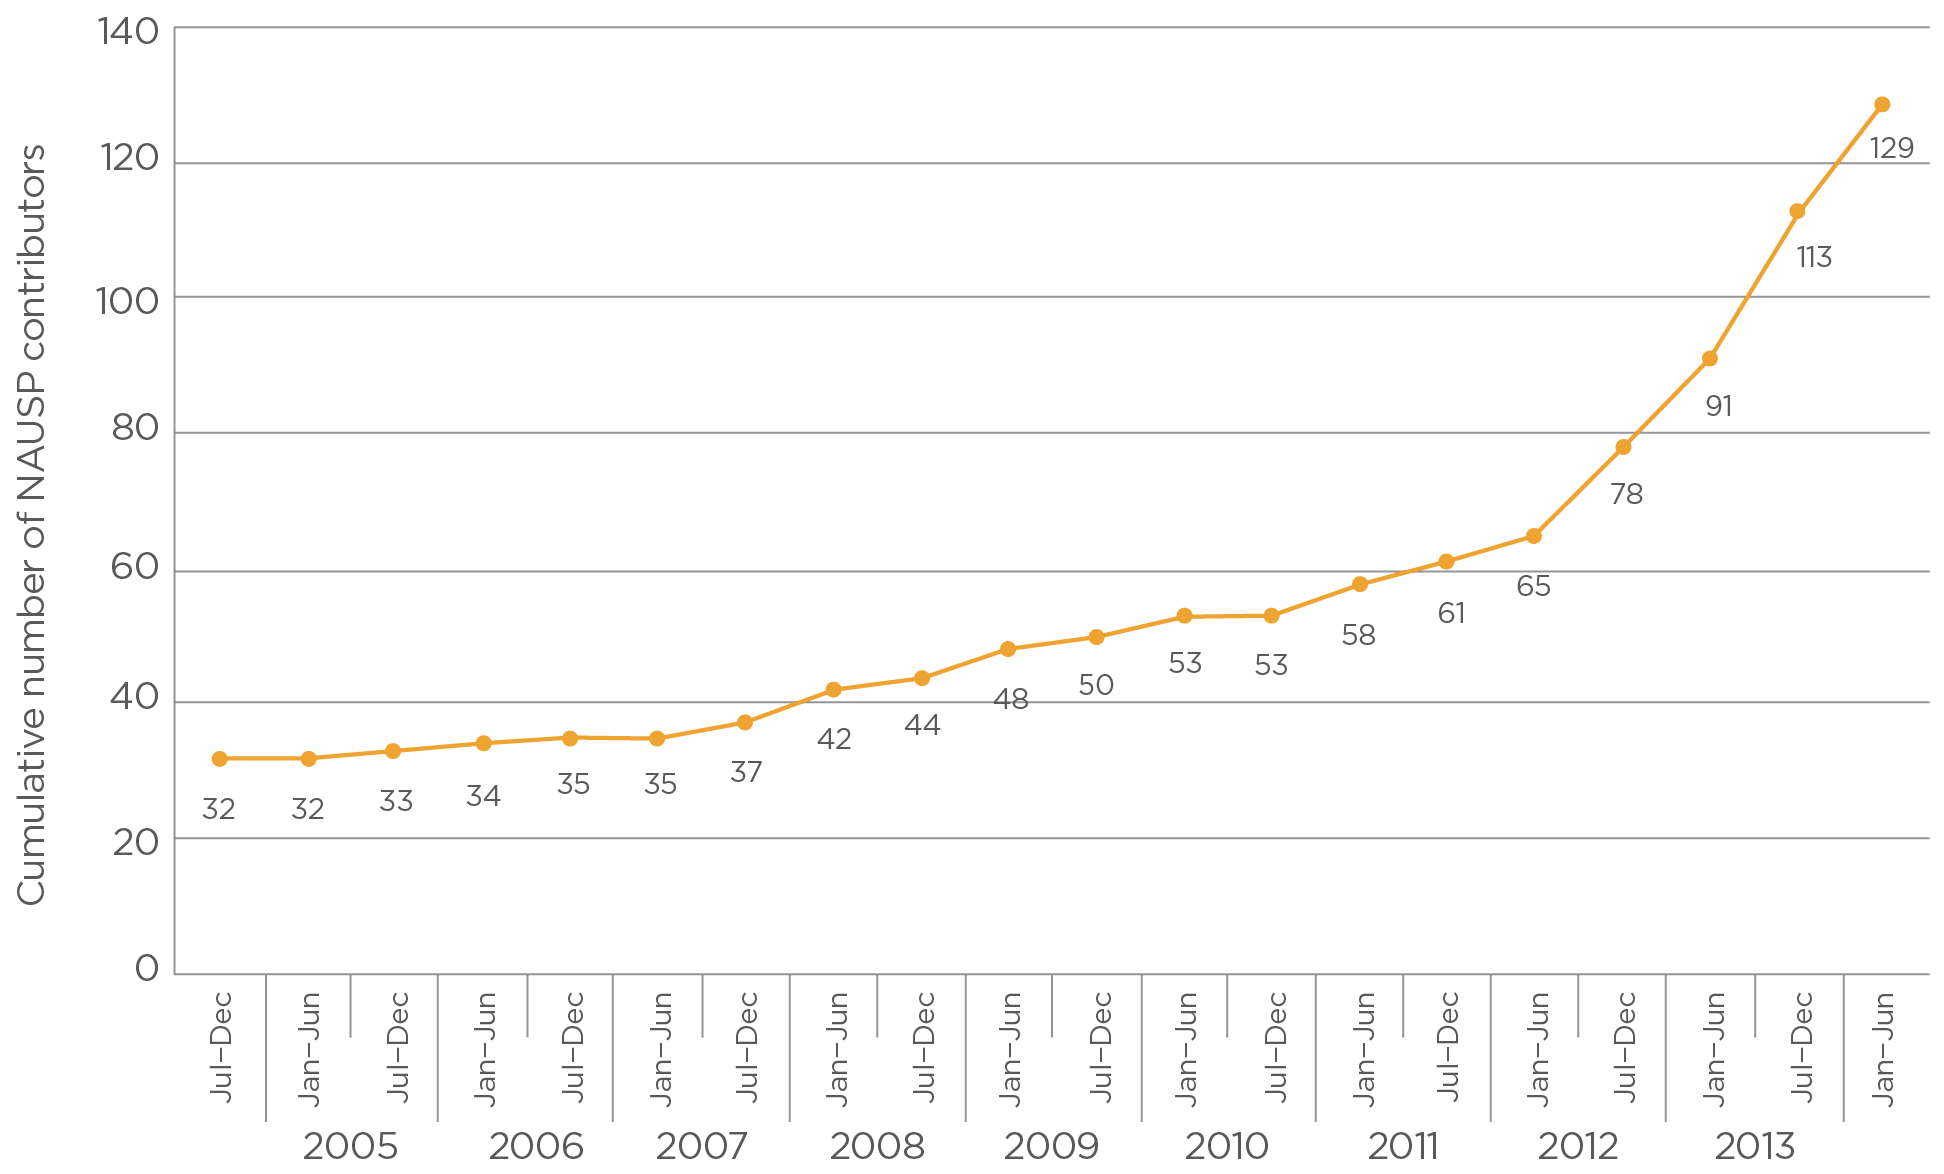 Cumulative number of NAUSP contributors
140
120
100
80
60
40
20
0
32
32
33
34
35
35
37
42
44
48
50
53
53
58
61
65
78
91
113
129
Jul–Dec
Jan–Jun
Jul–Dec
Jan–Jun
Jul–Dec
Jan–Jun
Jul–Dec
Jan–Jun
Jul–Dec
Jan–Jun
Jul–Dec
Jan–Jun
Jul–Dec
Jan–Jun
Jul–Dec
Jan–Jun
Jul–Dec
Jan–Jun
Jul–Dec
Jan–Jun
2005
2006
2007
2008
2009
2010
2011
2012
2013